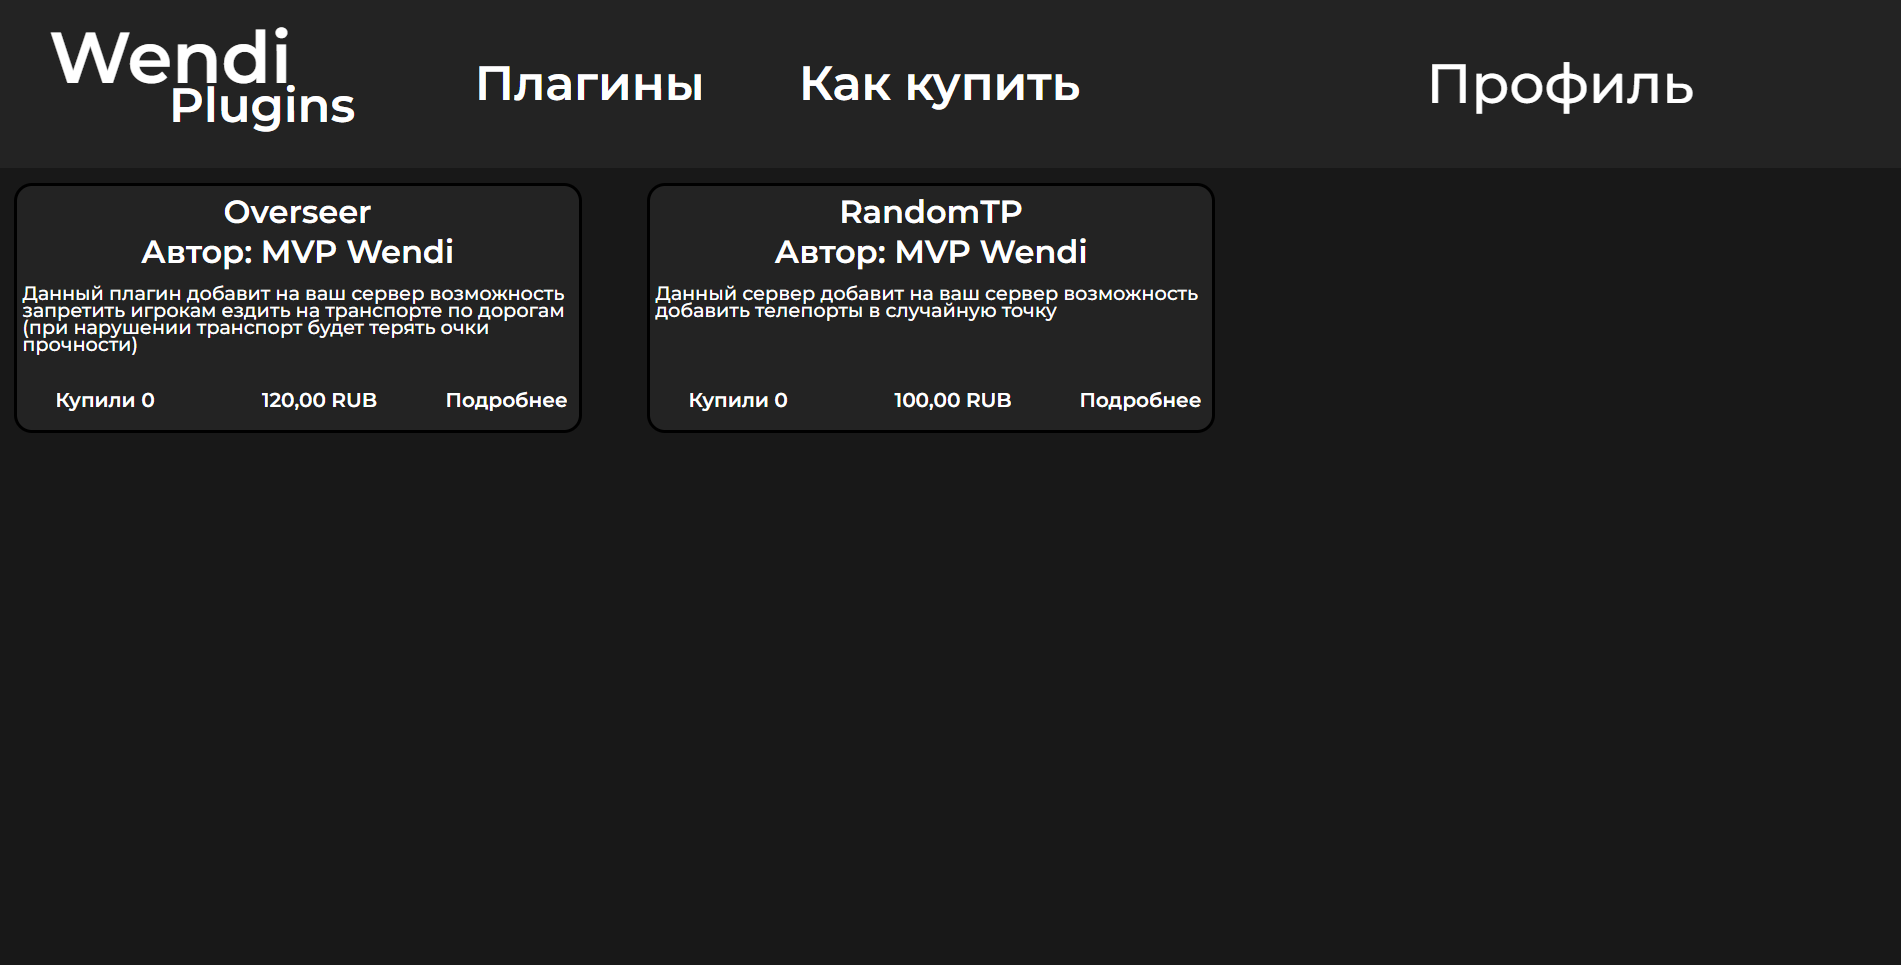 Wendi
Plugins
Плагины
Как купить
Профиль
Overseer
Автор: MVP Wendi
Данный плагин добавит на ваш сервер возможность
запретить игрокам ездить на транспорте по дорогам
(при нарушении транспорт будет терять очки
прочности)
Купили 0
120,00 RUB
Подробнее
RandomTP
Автор: MVP Wendi
Данный сервер добавит на ваш сервер возможность
добавить телепорты в случайную точку
Купили 0
100,00 RUB
Подробнее